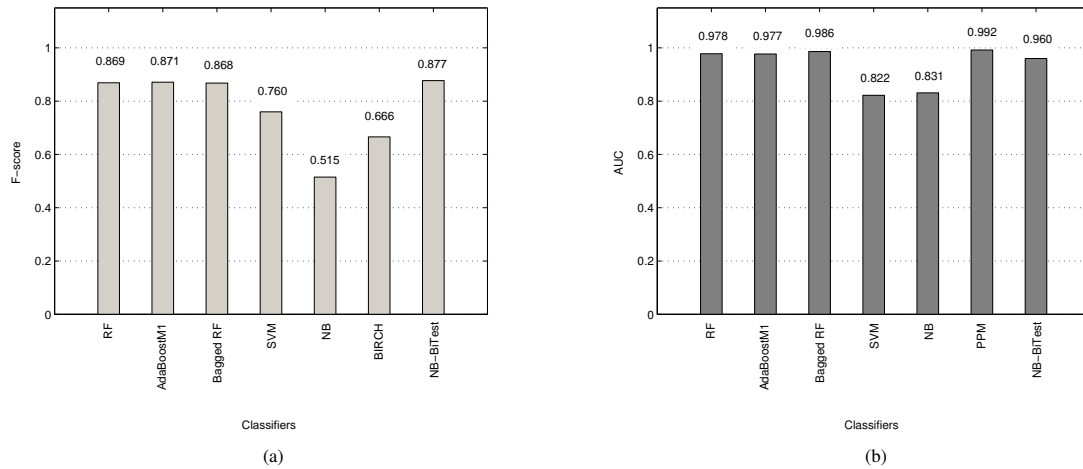 F-score
1
0.8
0.6
0.4
0.2
0
0.869
0.871
0.868
0.760
0.515
0.666
0.877
RF
AdaBoostM1
Bagged RF
SVM
NB
BIRCH
NB-BiTest
Classifiers
(a)
AUC
1
0.8
0.6
0.4
0.2
0
0.978
0.977
0.986
0.822
0.831
0.992
0.960
RF
AdaBoostM1
Bagged RF
SVM
NB
PPM
NB-BiTest
Classifiers
(b)